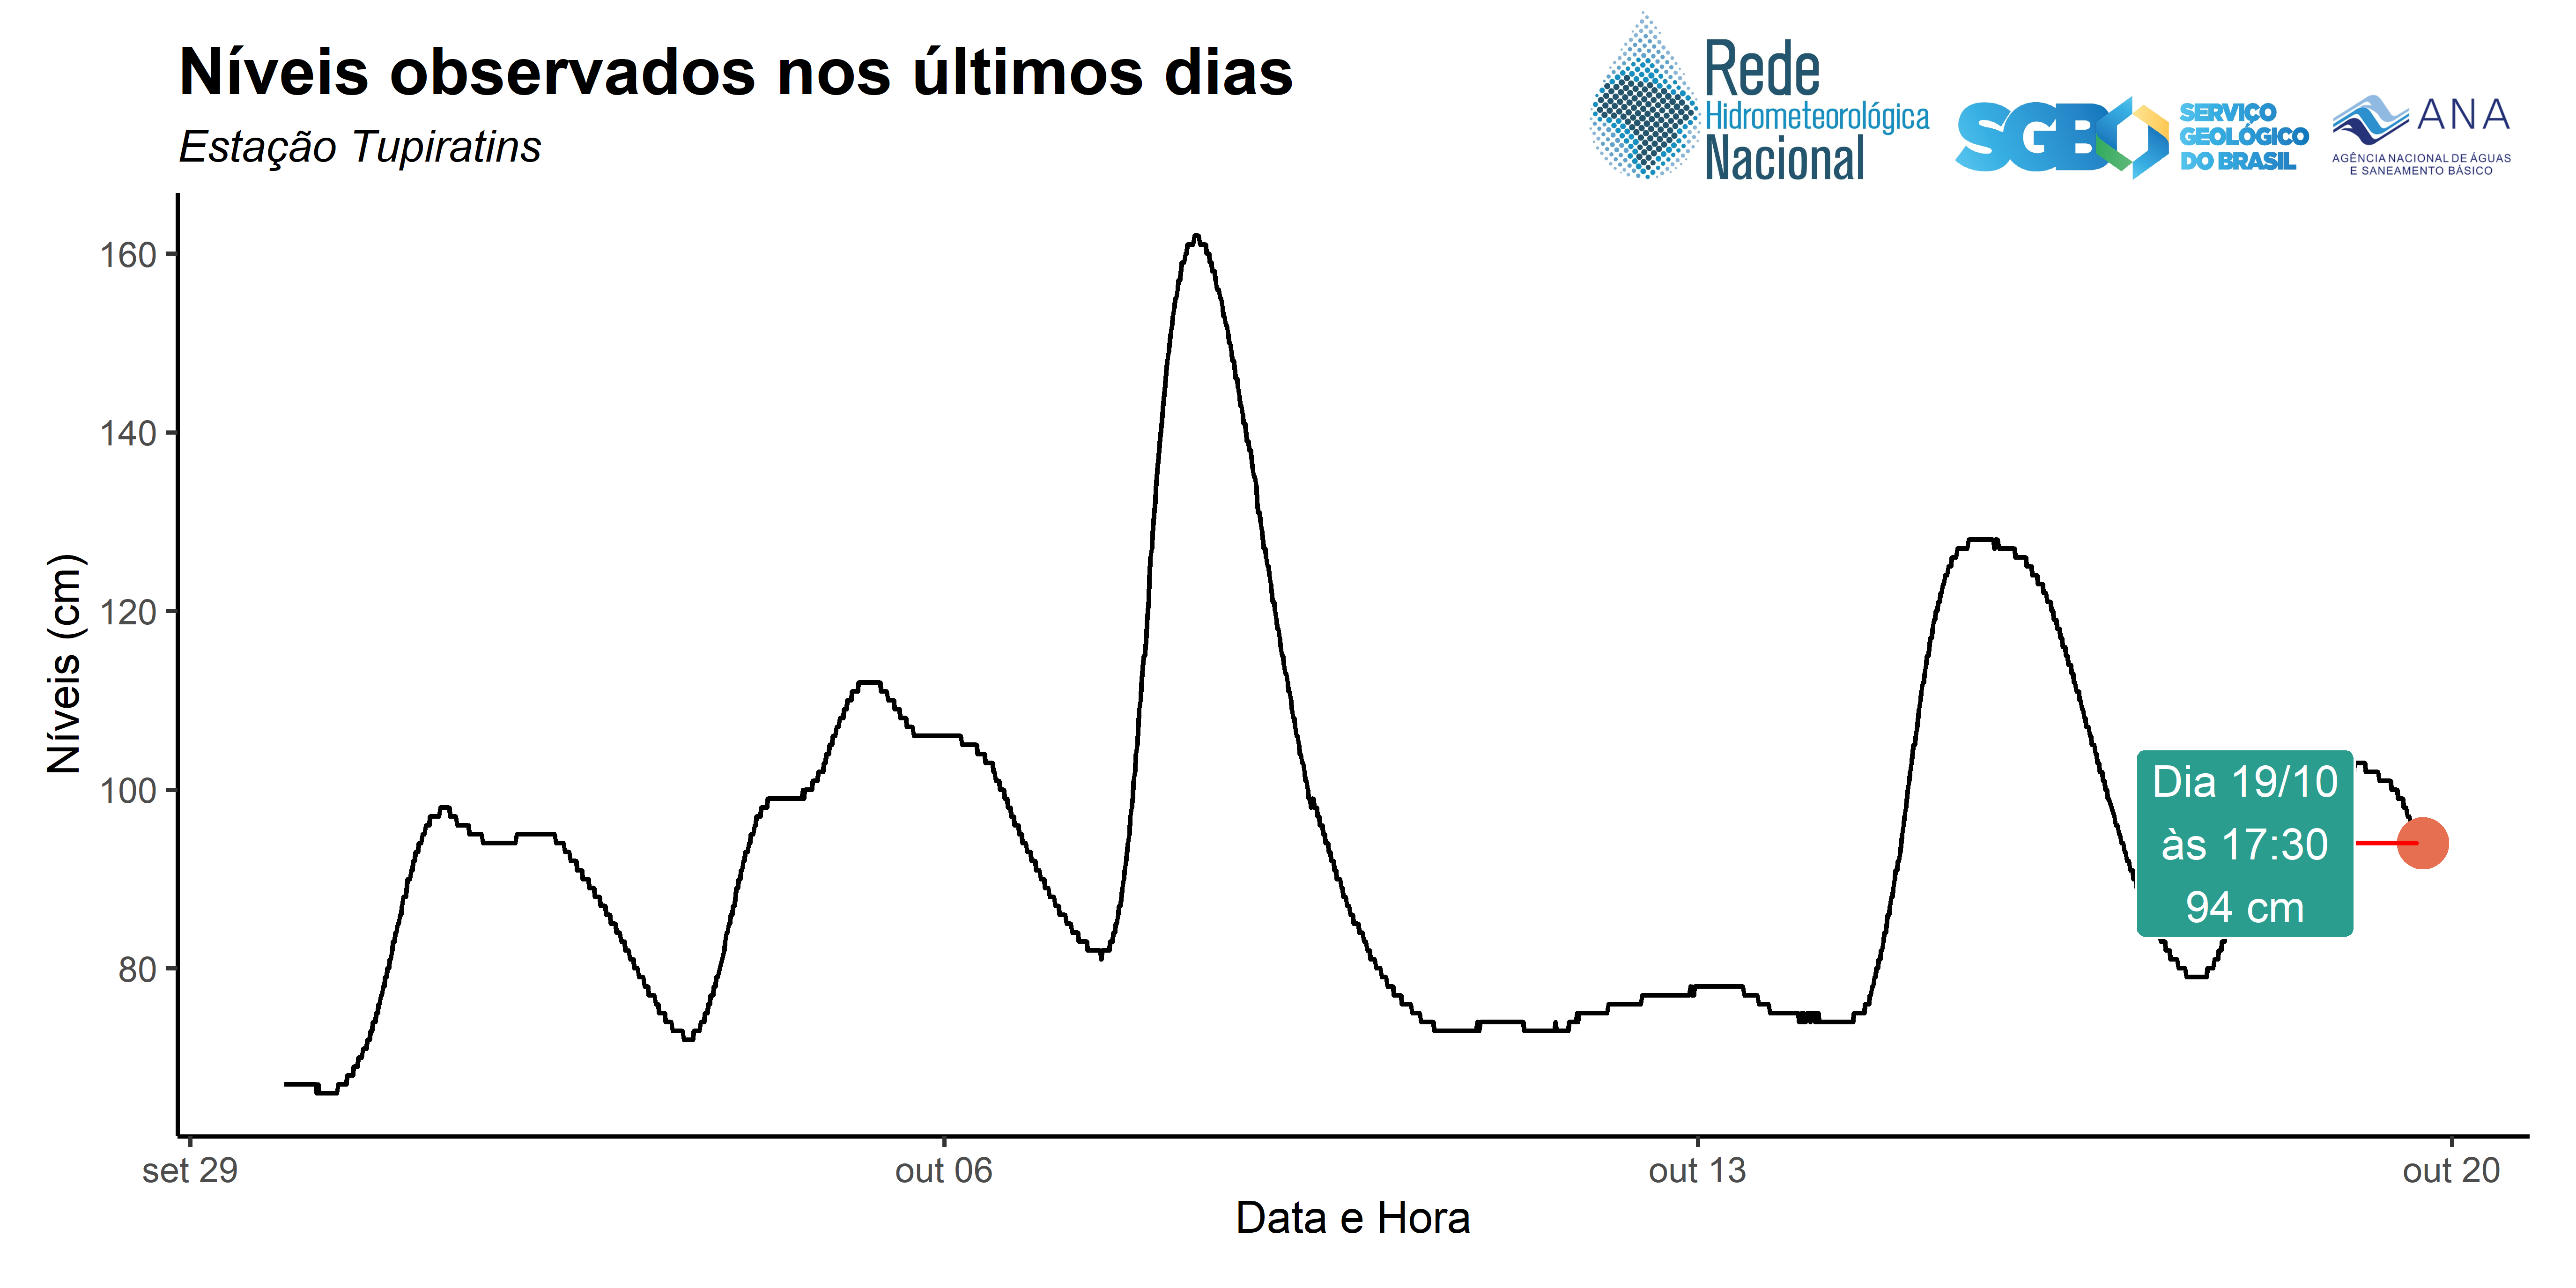 Níveis observados nos últimos dias
Estação Tupiratins
Rede
Hidrometeorológica
Nacional
SGB
SERVIÇO
GEOLÓGICO
DO BRASIL
ANA
AGÊNCIA NACIONAL DE ÁGUAS
E SANEAMENTO BÁSICO
Níveis (cm)
160
140
120
100
80
Dia 19/10
às 17:30
94 cm
set 29
out 06
out 13
out 20
Data e Hora